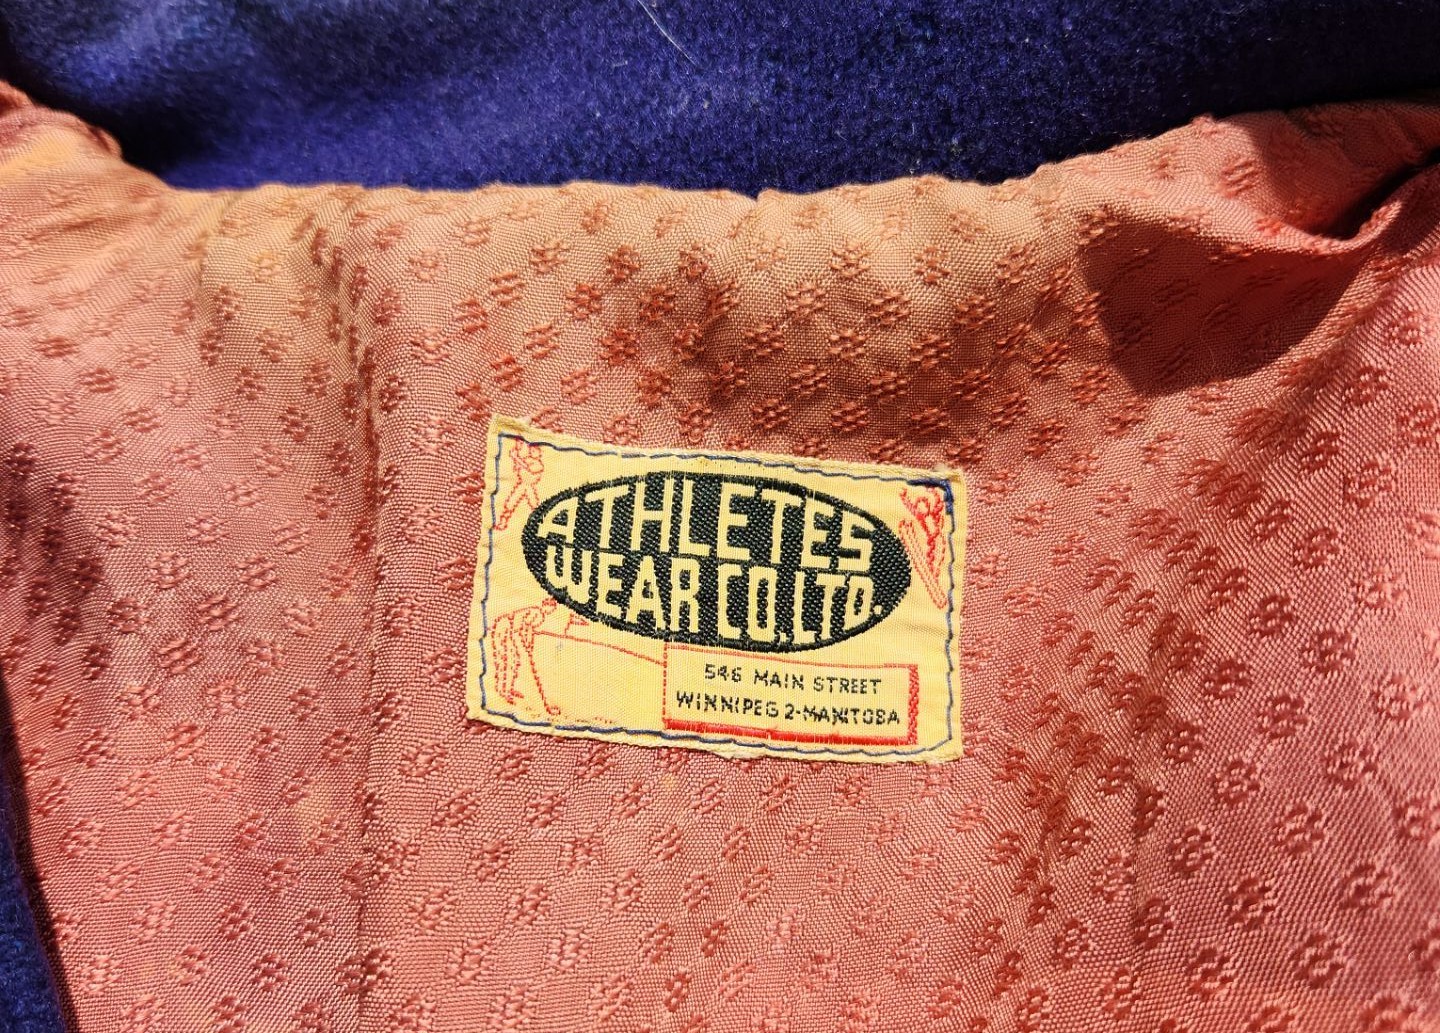 ATHLETES
WEAR CO. LTD.
546 MAIN STREET
WINNIPEG 2-MANITOBA